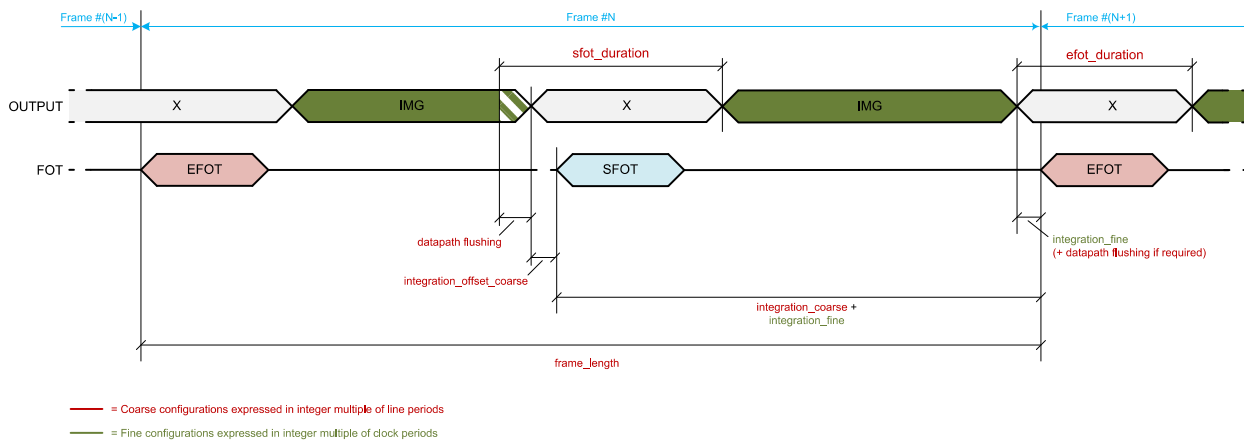 Frame #(N-1)
Frame #N
Frame #(N+1)
sfot_duration
efot_duration
OUTPUT
X
IMG
X
IMG
X
FOT
EFOT
SFOT
EFOT
datapath flushing
integration_fine
(+ datapath flushing if required)
integration_offset_coarse
integration_coarse +
integration_fine
frame_length
= Coarse configurations expressed in integer multiple of line periods
= Fine configurations expressed in integer multiple of clock periods